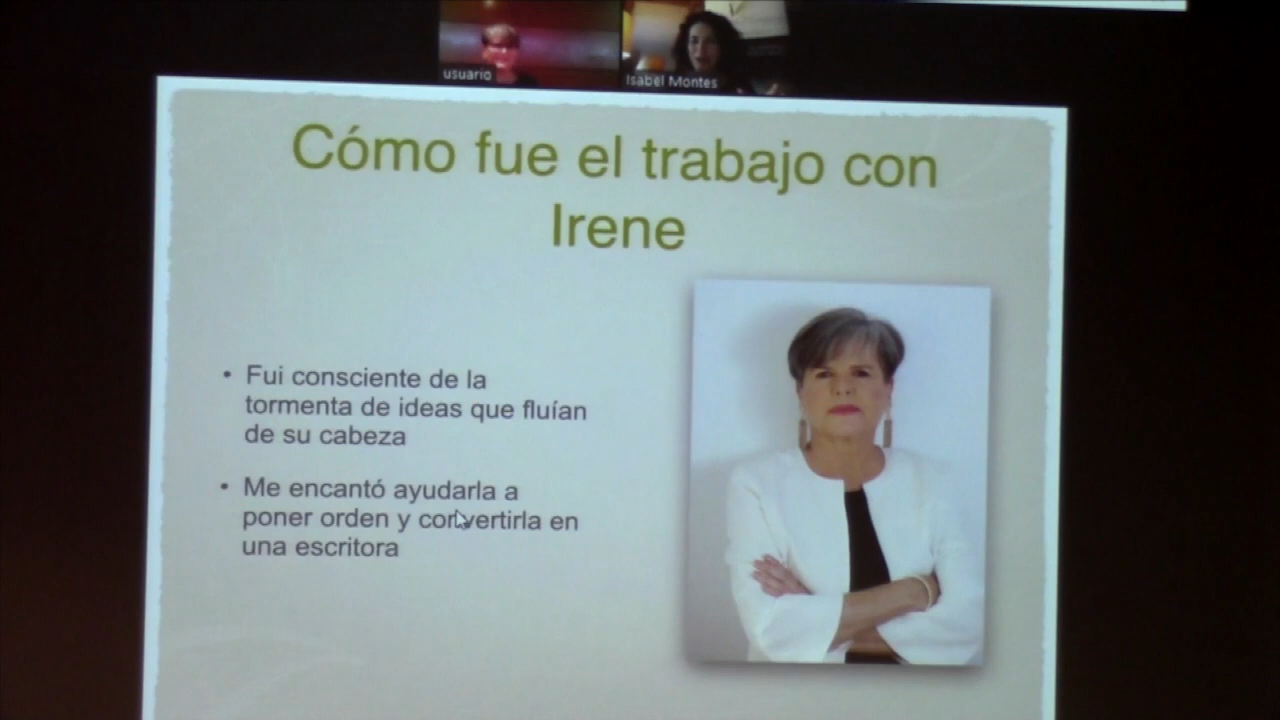 usuario
Isabel Montes
Cómo fue el trabajo con
Irene
• Fui consciente de la
tormenta de ideas que fluían
de su cabeza
• Me encantó ayudarla a
poner orden y convertirla en
una escritora